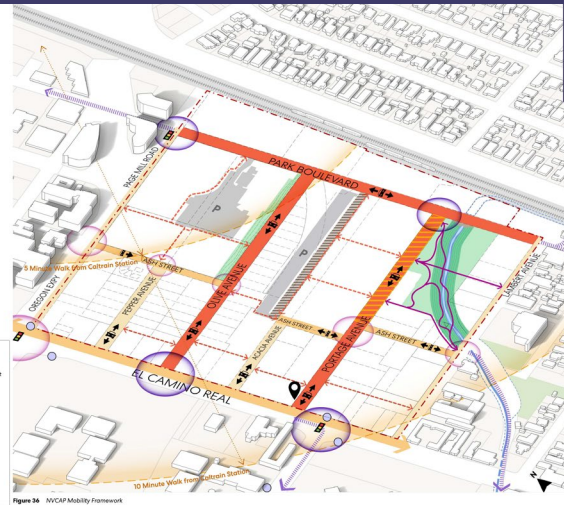 PAGE MILL ROAD
PARK BOULEVARD
P
P
OREGON EXPY
5 Minute Walk from Caltrain Station
ASH STREET
PEPPER AVENUE
OLIVE AVENUE
LAMBERT AVENUE
ASH STREET
ASH STREET
ACACIA AVENUE
PORTAGE AVENUE
EL CAMINO REAL
10 Minute Walk from Caltrain Station
N
Figure 36 NVCAP Mobility Framework